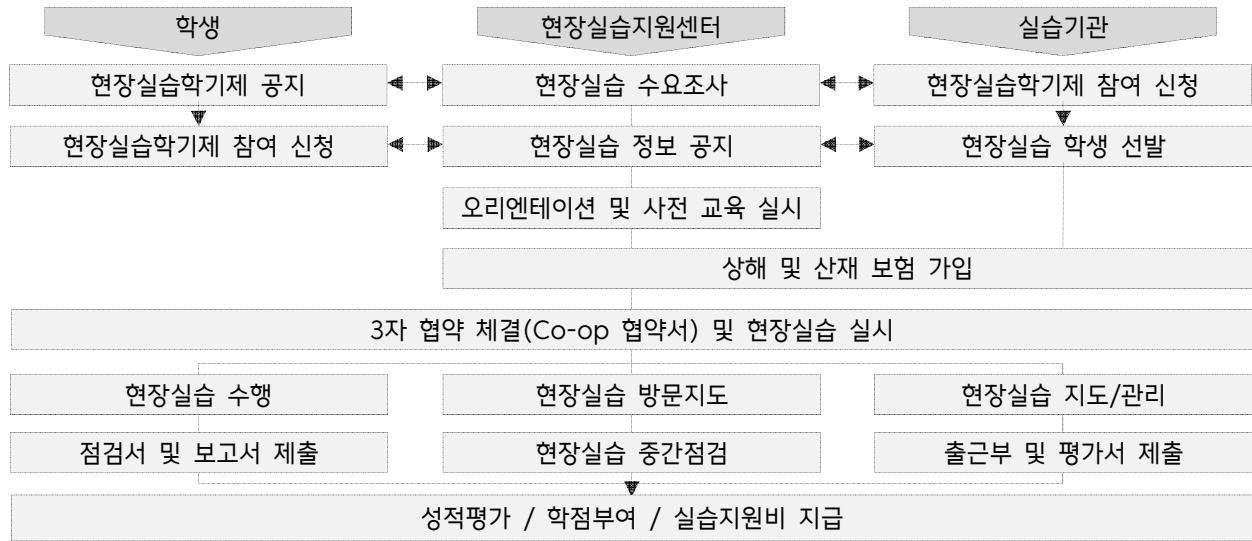 학생
현장실습지원센터
실습기관
현장실습학기제 공지
현장실습 수요조사
현장실습학기제 참여 신청
현장실습학기제 참여 신청
현장실습 정보 공지
현장실습 학생 선발
오리엔테이션 및 사전 교육 실시
상해 및 산재 보험 가입
3자 협약 체결(Co-op 협약서) 및 현장실습 실시
현장실습 수행
현장실습 방문지도
현장실습 지도/관리
점검서 및 보고서 제출
현장실습 중간점검
출근부 및 평가서 제출
성적평가 / 학점부여 / 실습지원비 지급